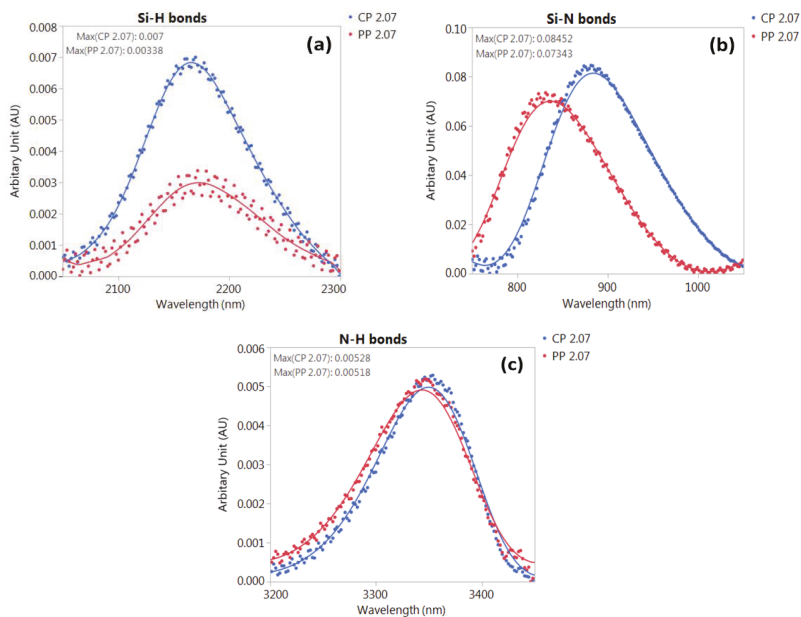 Si-H bonds
CP 2.07
PP 2.07
Max(CP 2.07): 0.007
Max(PP 2.07): 0.00338
(a)
0.008
0.007
0.006
0.005
0.004
0.003
0.002
0.001
0.000
Arbitary Unit (AU)
2100
2200
2300
Wavelength (nm)
Si-N bonds
CP 2.07
PP 2.07
Max(CP 2.07): 0.08452
Max(PP 2.07): 0.07343
(b)
0.10
0.08
0.06
0.04
0.02
0.00
Arbitary Unit (AU)
800
900
1000
Wavelength (nm)
N-H bonds
CP 2.07
PP 2.07
Max(CP 2.07): 0.00528
Max(PP 2.07): 0.00518
(c)
0.006
0.005
0.004
0.003
0.002
0.001
0.000
Arbitary Unit (AU)
3200
3300
3400
Wavelength (nm)